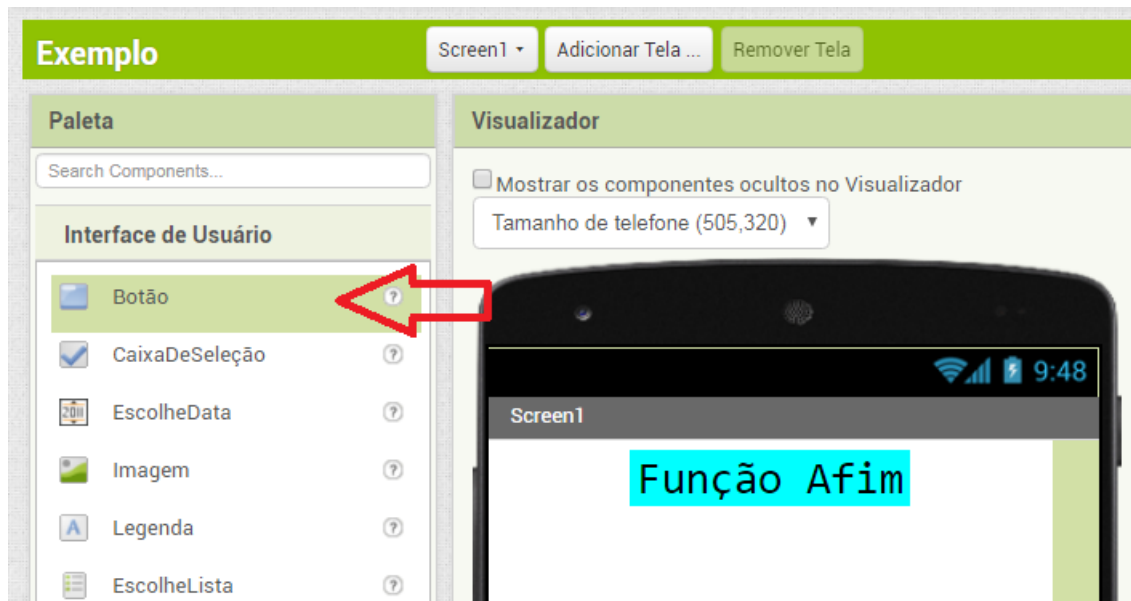 Exemplo
Screen1
Adicionar Tela ...
Remover Tela
Paleta
Search Components...
Interface de Usuário
Botão
?
CaixaDeSeleção
?
EscolheData
?
Imagem
?
A Legenda
?
EscolheLista
?
Visualizador
Mostrar os componentes ocultos no Visualizador
Tamanho de telefone (505,320)
9:48
Screen1
Função Afim